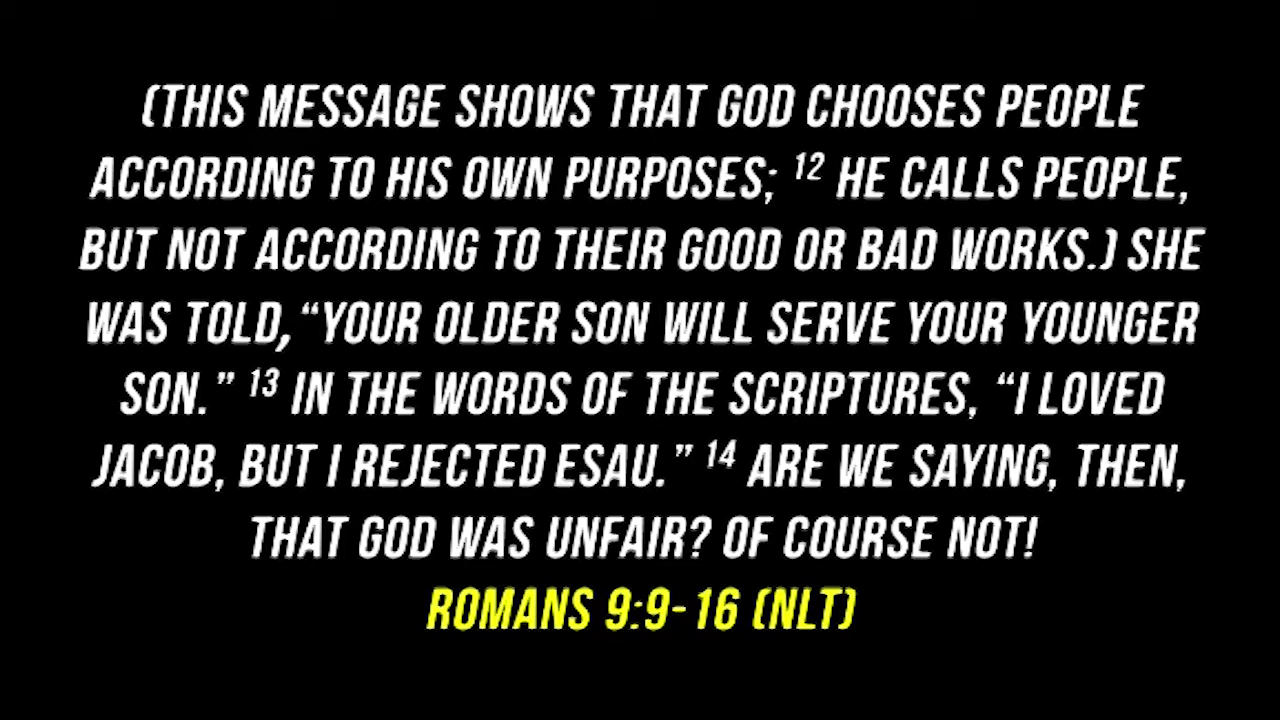 (THIS MESSAGE SHOWS THAT GOD CHOOSES PEOPLE
ACCORDING TO HIS OWN PURPOSES; 12 HE CALLS PEOPLE,
BUT NOT ACCORDING TO THEIR GOOD OR BAD WORKS.) SHE
WAS TOLD, “YOUR OLDER SON WILL SERVE YOUR YOUNGER
SON.” 13 IN THE WORDS OF THE SCRIPTURES, “I LOVED
JACOB, BUT I REJECTED ESAU.” 14 ARE WE SAYING, THEN,
THAT GOD WAS UNFAIR? OF COURSE NOT!
ROMANS 9:9-16 (NLT)